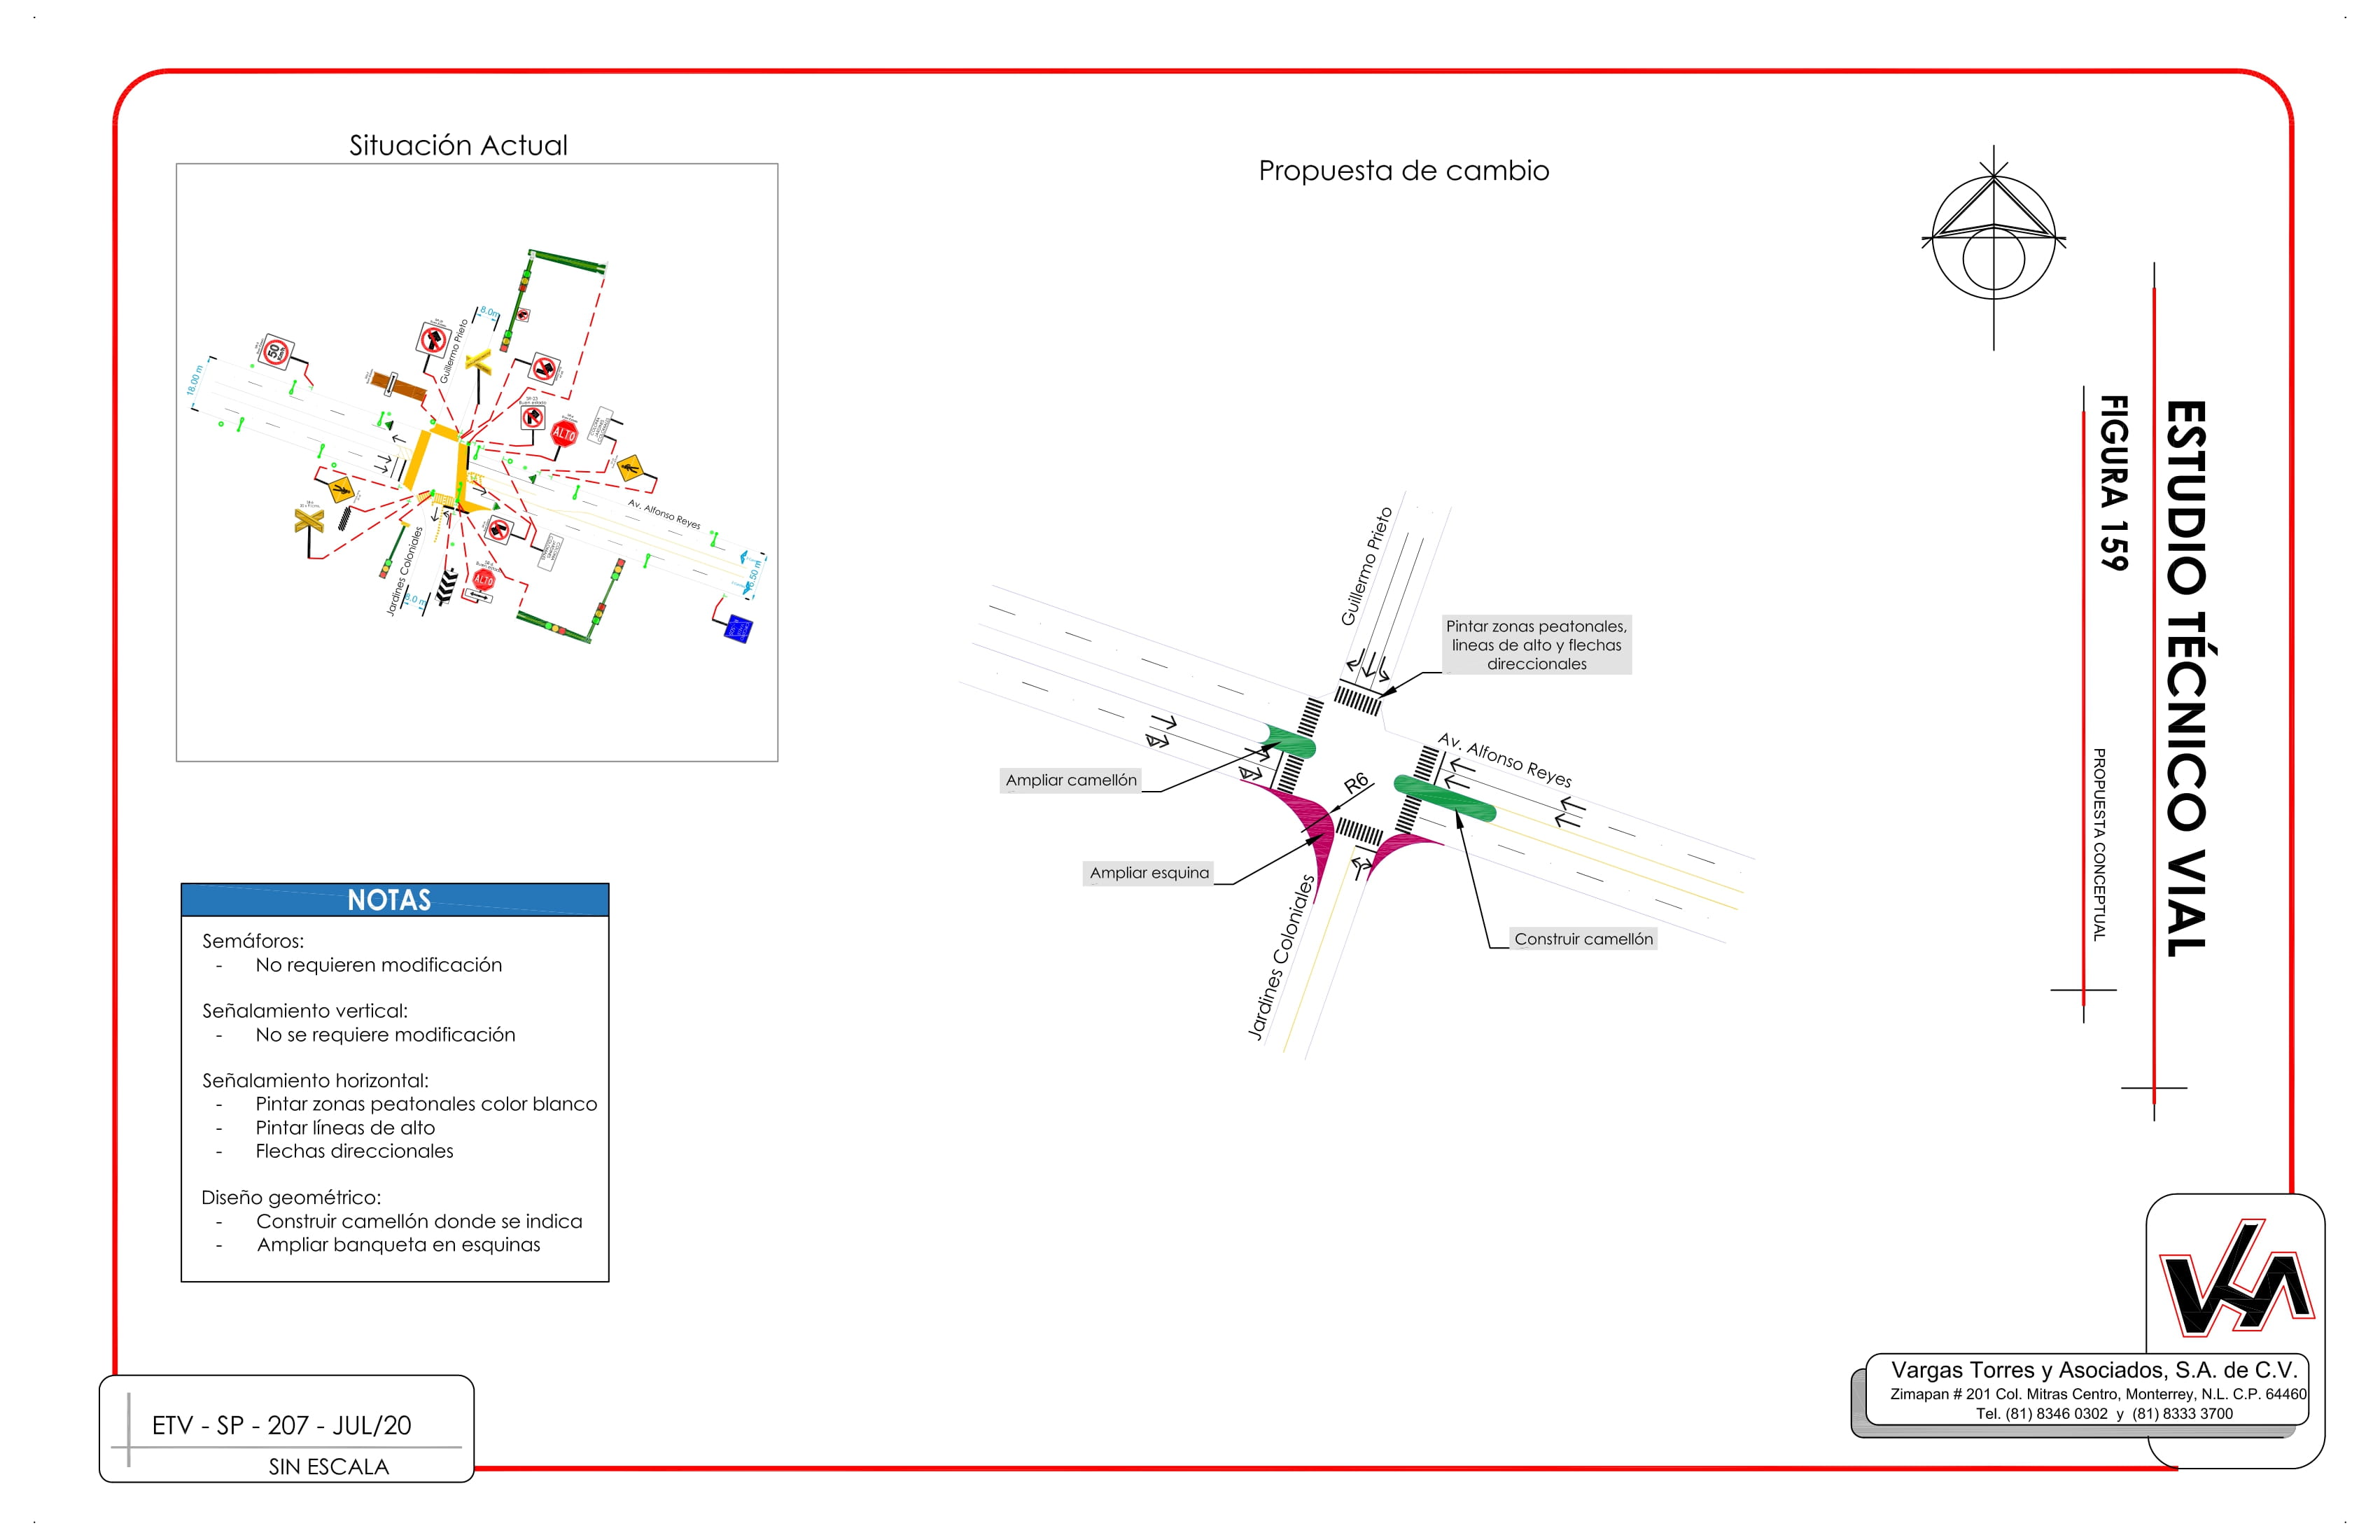 Situación Actual
Propuesta de cambio
18.00 m
50
Guillermo Prieto
8.0m
ALTO
Av. Alfonso Reyes
Jardines Coloniales
8.0 m
ALTO
Guillermo Prieto
Pintar zonas peatonales,
lineas de alto y flechas
direccionales
Av. Alfonso Reyes
Ampliar camellón
R6
Ampliar esquina
Construir camellón
Jardines Coloniales
NOTAS
Semáforos:
- No requieren modificación
Señalamiento vertical:
- No se requiere modificación
Señalamiento horizontal:
- Pintar zonas peatonales color blanco
- Pintar líneas de alto
- Flechas direccionales
Diseño geométrico:
- Construir camellón donde se indica
- Ampliar banqueta en esquinas
ESTUDIO TÉCNICO VIAL
FIGURA 159
PROPUESTA CONCEPTUAL
ETV - SP - 207 - JUL/20
SIN ESCALA
VTA
Vargas Torres y Asociados, S.A. de C.V.
Zimapan # 201 Col. Mitras Centro, Monterrey, N.L. C.P. 64460
Tel. (81) 8346 0302 y (81) 8333 3700